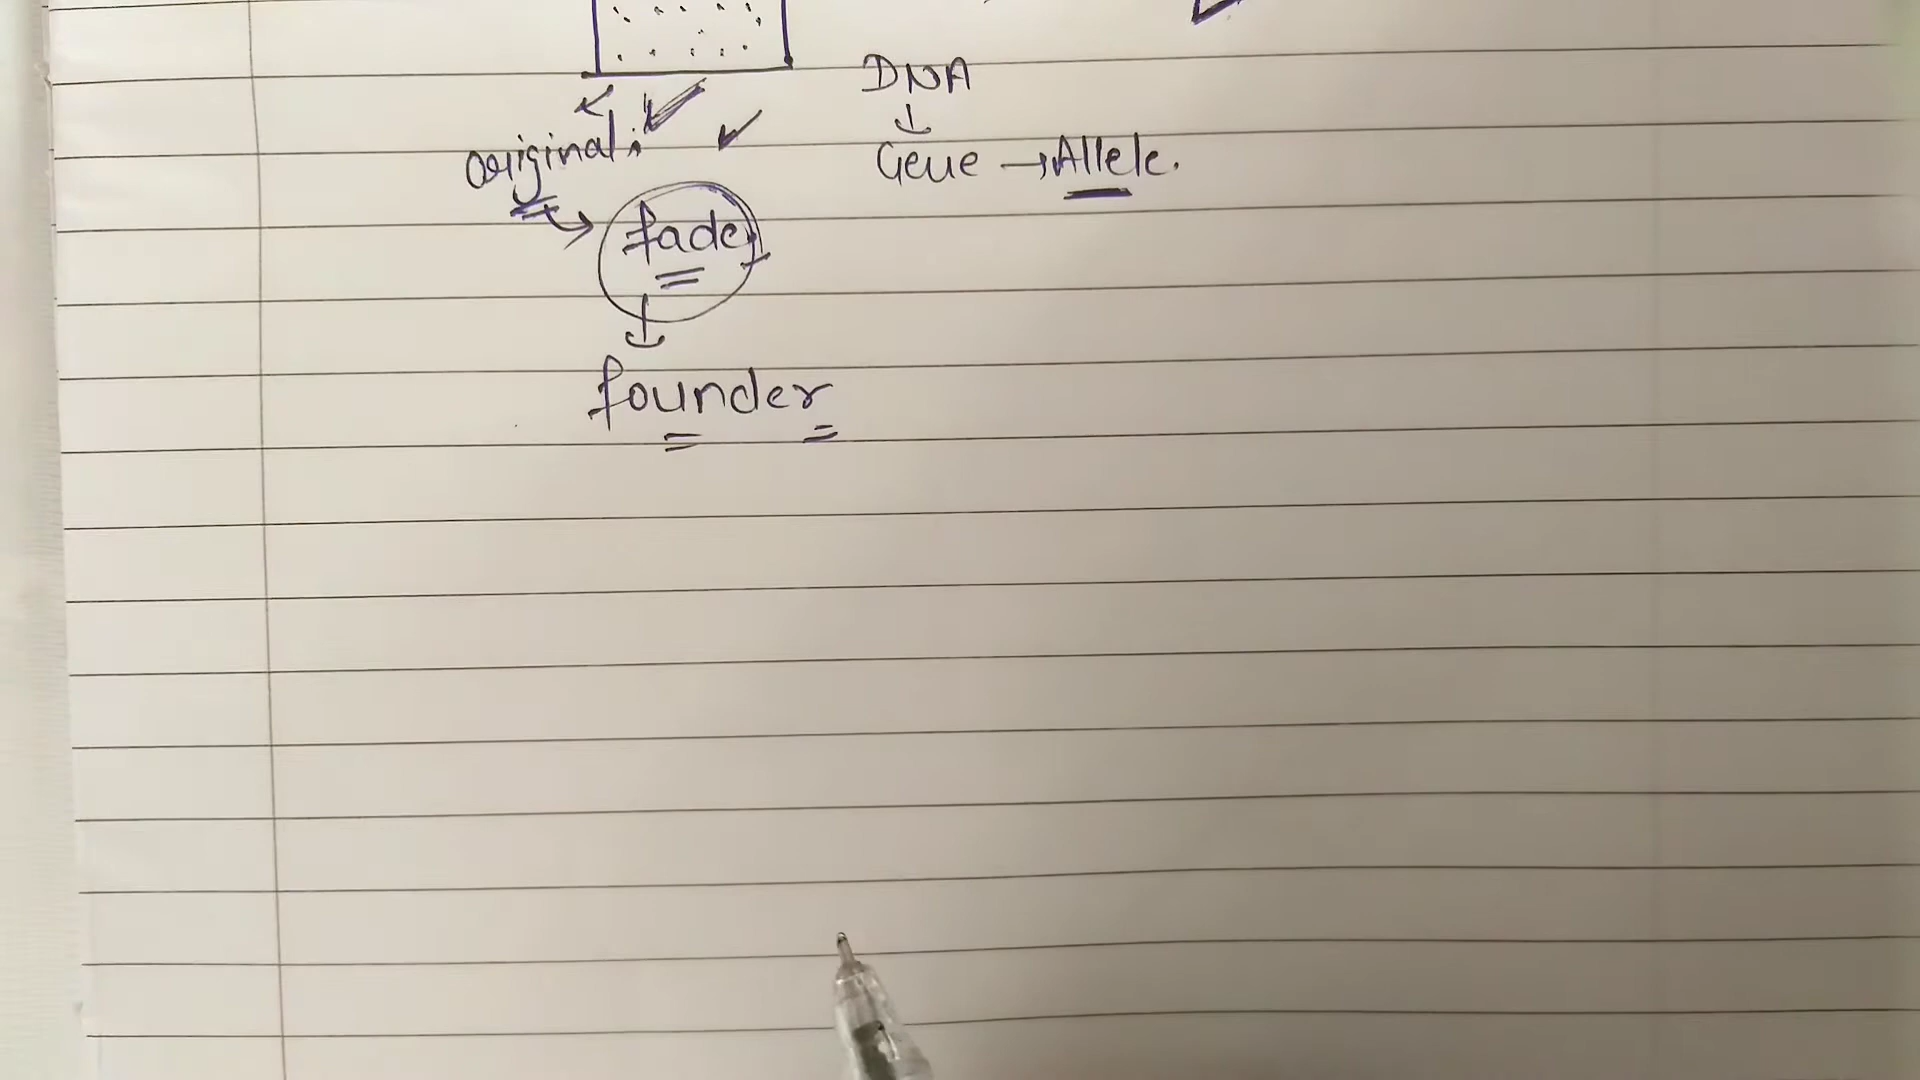 DNA
original:
Gene → Allele.
fade
founder